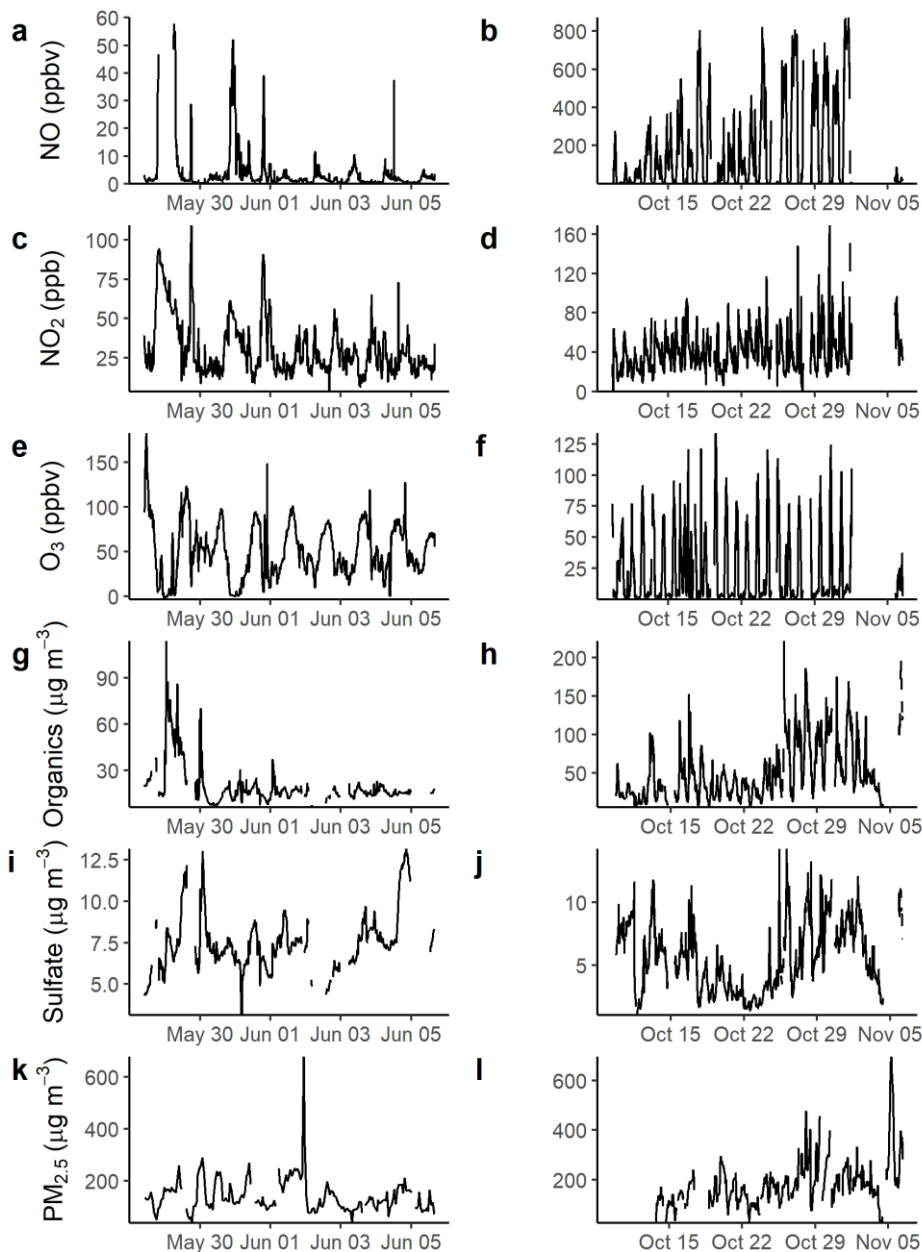 a b
NO (ppbv)
60
50
40
30
20
10
0
800
600
400
200
May 30 Jun 01 Jun 03 Jun 05
Oct 15 Oct 22 Oct 29 Nov 05
c d
NO₂ (ppb)
100
75
50
25
160
120
80
40
0
May 30 Jun 01 Jun 03 Jun 05
Oct 15 Oct 22 Oct 29 Nov 05
e f
O₃ (ppbv)
150
100
50
0
125
100
75
50
25
May 30 Jun 01 Jun 03 Jun 05
Oct 15 Oct 22 Oct 29 Nov 05
g h
Organics (µg m⁻³)
90
60
30
200
150
100
50
May 30 Jun 01 Jun 03 Jun 05
Oct 15 Oct 22 Oct 29 Nov 05
i j
Sulfate (µg m⁻³)
12.5
10.0
7.5
5.0
10
5
May 30 Jun 01 Jun 03 Jun 05
Oct 15 Oct 22 Oct 29 Nov 05
k l
PM₂.₅ (µg m⁻³)
600
400
200
600
400
200
May 30 Jun 01 Jun 03 Jun 05
Oct 15 Oct 22 Oct 29 Nov 05